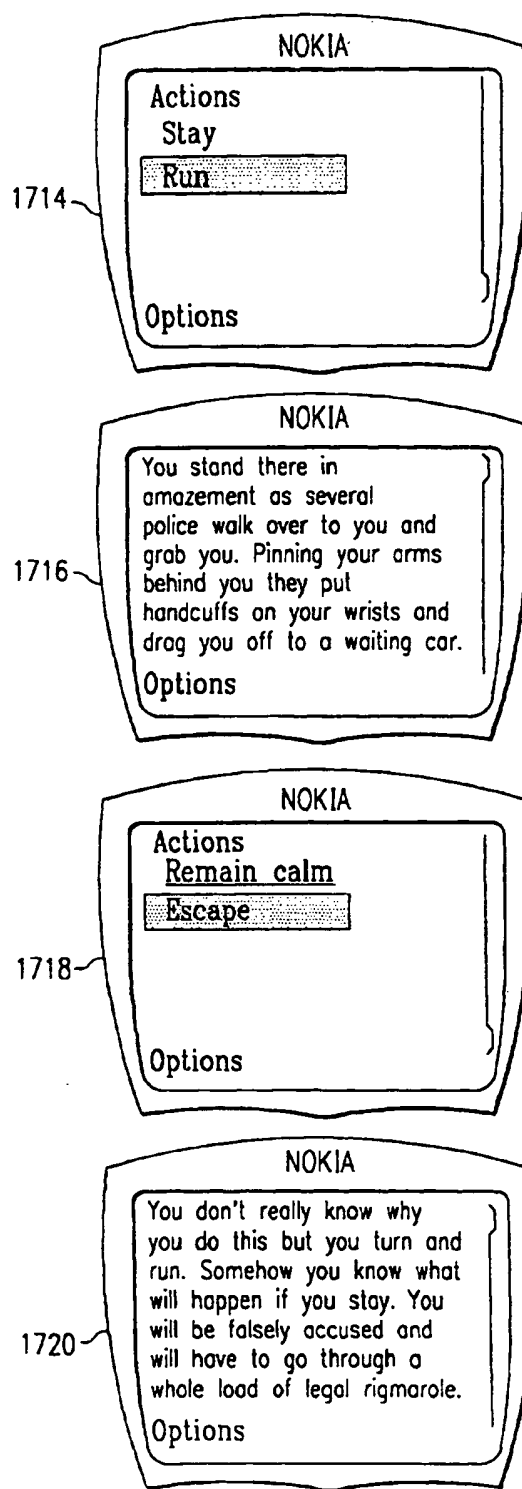 NOKIA
Actions
Stay
Run
1714
Options
NOKIA
You stand there in
amazement as several
police walk over to you and
grab you. Pinning your arms
1716
behind you they put
handcuffs on your wrists and
drag you off to a waiting car.
Options
NOKIA
Actions
Remain calm
Escape
1718
Options
NOKIA
You don't really know why
you do this but you turn and
run. Somehow you know what
will happen if you stay. You
1720
will be falsely accused and
will have to go through a
whole load of legal rigmarole.
Options